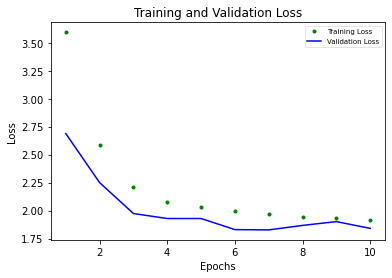 Training and Validation Loss
Training Loss
Validation Loss
3.50
3.25
3.00
2.75
2.50
2.25
2.00
1.75
Loss
2 4 6 8 10
Epochs